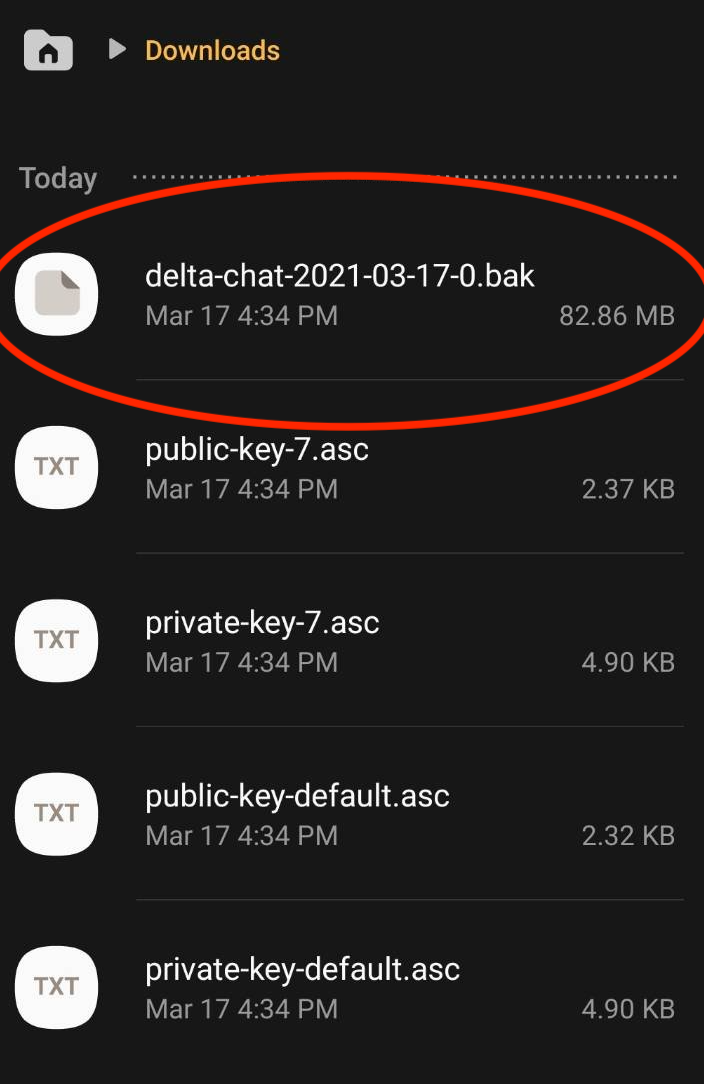 Downloads
Today
delta-chat-2021-03-17-0.bak
Mar 17 4:34 PM 82.86 MB
TXT public-key-7.asc
Mar 17 4:34 PM 2.37 KB
TXT private-key-7.asc
Mar 17 4:34 PM 4.90 KB
TXT public-key-default.asc
Mar 17 4:34 PM 2.32 KB
TXT private-key-default.asc
Mar 17 4:34 PM 4.90 KB